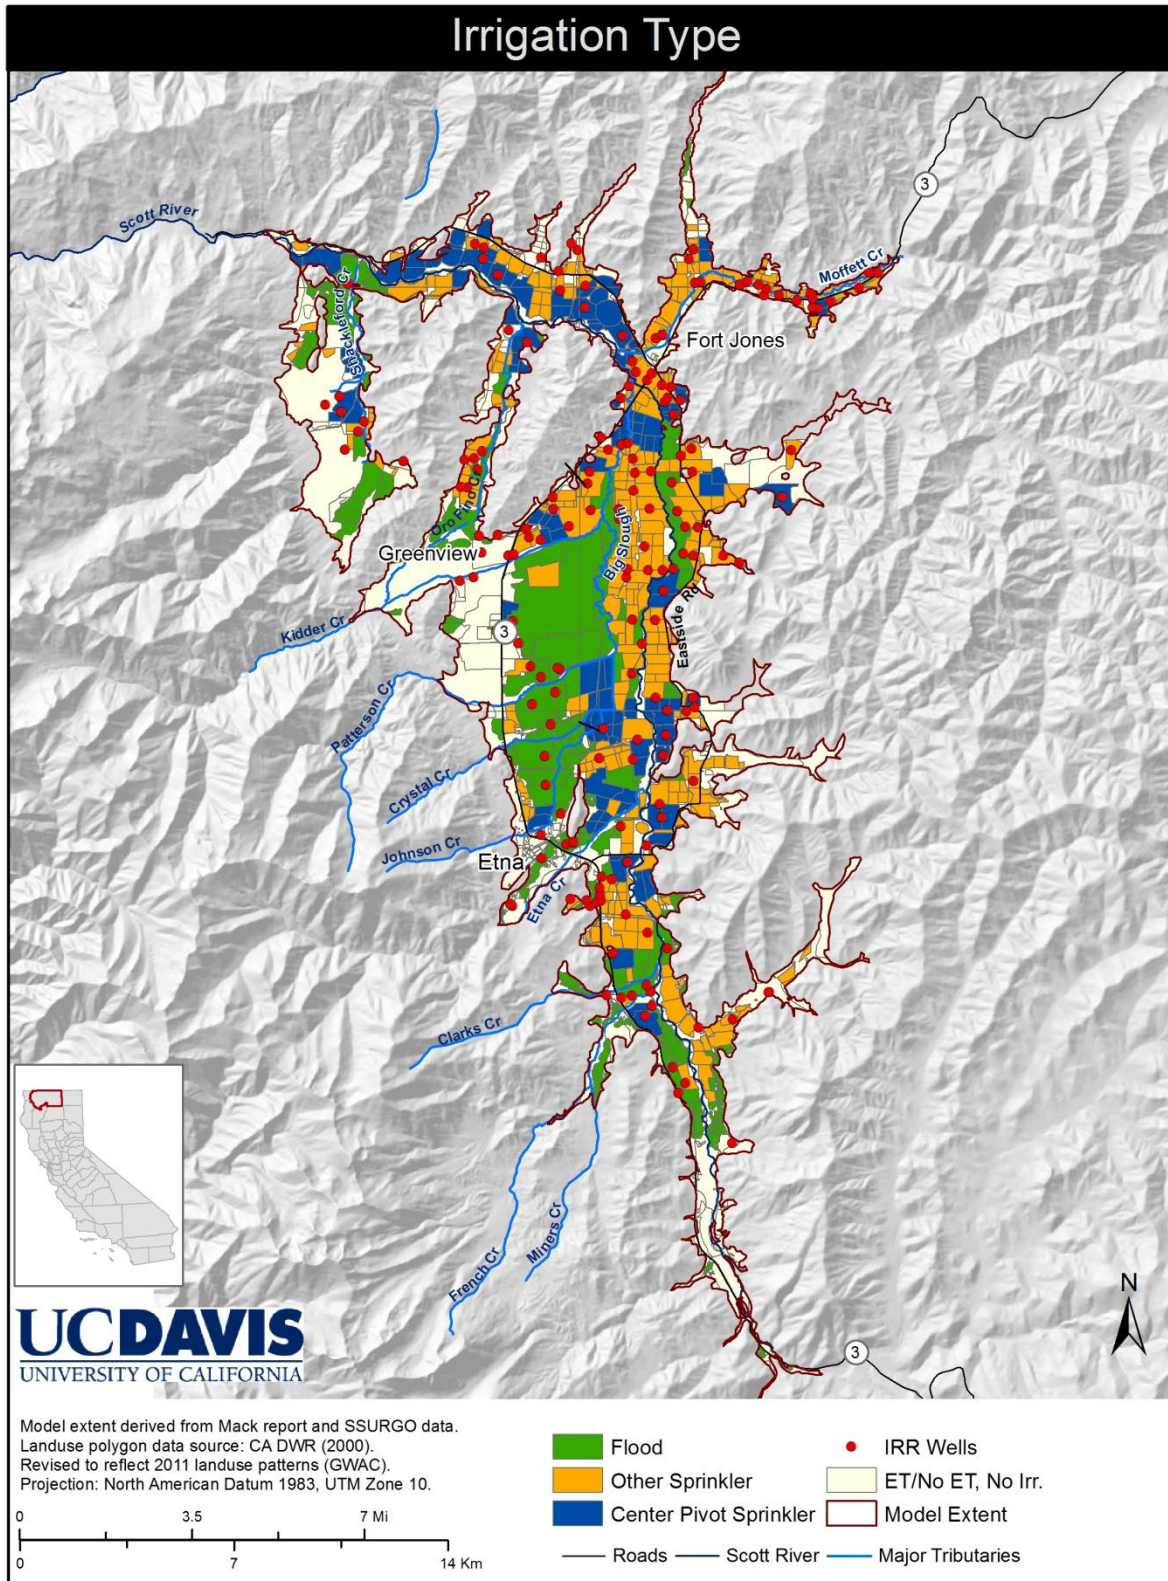 Irrigation Type
3
Scott River
Moffett Cr
Shackleford Cr
Fort Jones
Oro Fino Cr
Big Slough
Greenview
Kidder Cr
3
Eastside Rd
Patterson Cr
Crystal Cr
Johnson Cr
Etna
Etna Cr
Clarks Cr
French Cr
Miners Cr
N
3
UCDAVIS
UNIVERSITY OF CALIFORNIA
Model extent derived from Mack report and SSURGO data.
Landuse polygon data source: CA DWR (2000).
Revised to reflect 2011 landuse patterns (GWAC).
Projection: North American Datum 1983, UTM Zone 10.
0 3.5 7 Mi
0 7 14 Km
Flood
Other Sprinkler
Center Pivot Sprinkler
IRR Wells
ET/No ET, No Irr.
Model Extent
Roads
Scott River
Major Tributaries